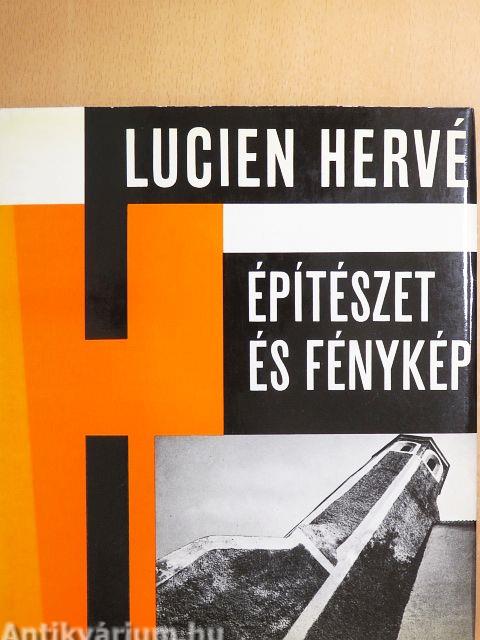 LUCIEN HERVÉ
ÉPÍTÉSZET
ÉS FÉNYKÉP
Antikvárium.hu